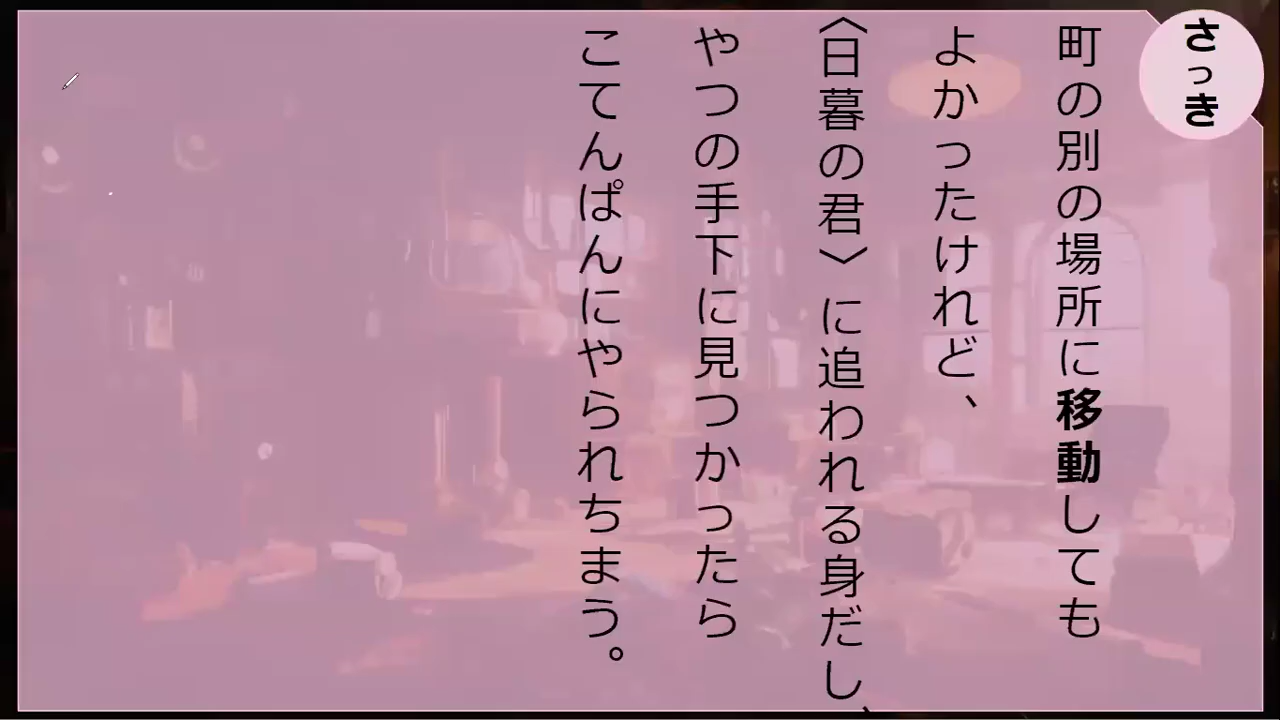 さっき
町の別の場所に移動しても
よかったけれど、
〈日暮の君〉に追われる身だし、
やつの手下に見つかったら
こてんぱんにやられちまう。